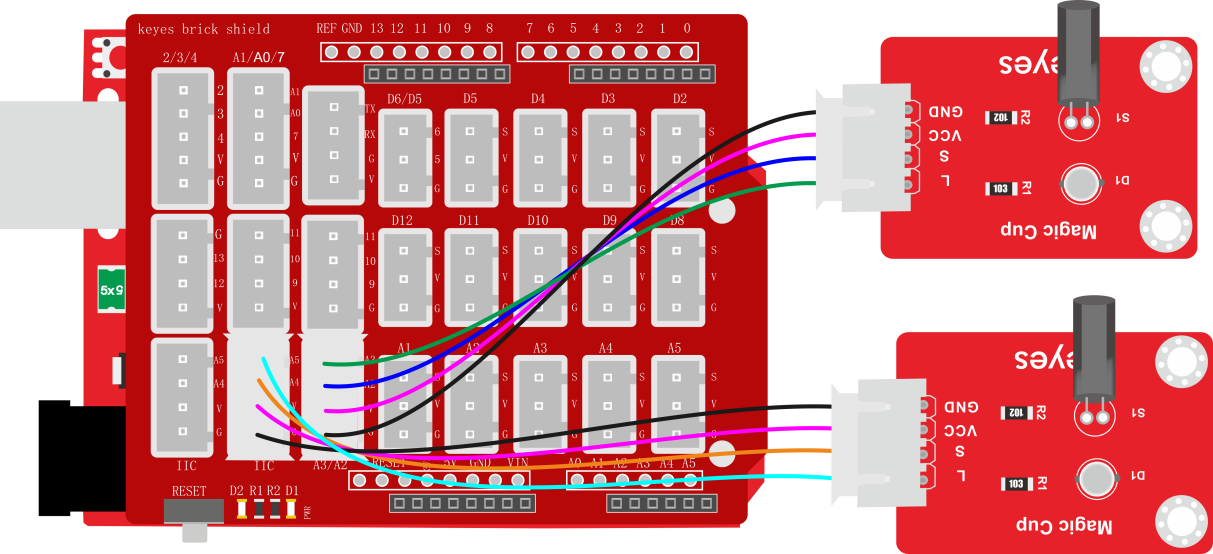 keyes brick shield
REF GND 13 12 11 10 9 8
7 6 5 4 3 2 1 0
2/3/4
A1/A0/7
2
3
4
V
G
A1
A0
7
V
G
TX
RX
G
V
D6/D5
D5
D4
D3
D2
6
5
G
S
V
G
S
V
G
S
V
G
S
V
G
G
13
12
V
11
10
9
V
11
10
9
G
D12
D11
D10
D9
D8
S
V
G
S
V
G
S
V
G
S
V
G
S
V
G
A5
A4
V
G
A5
A4
A3
A2
G
A1
A2
A3
A4
A5
S
V
G
S
V
G
S
V
G
IIC
IIC
A3/A2
RESET 5V GND VIN
A0 A1 A2 A3 A4 A5
RESET
D2 R1 R2 D1
PWR
5x5
keyes
GND
VCC
S
L
102
R2
S1
103
R1
D1
Magic Cup
keyes
GND
VCC
S
L
102
R2
S1
103
R1
D1
Magic Cup